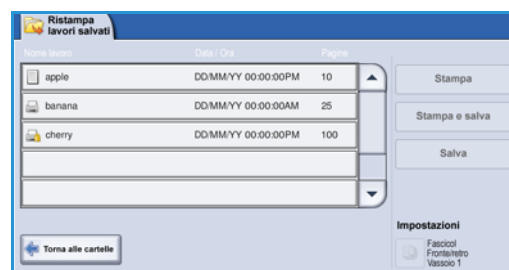 Ristampa
lavori salvati
Nome lavoro Data / Ora Pagine
apple DD/MM/YY 00:00:00PM 10
banana DD/MM/YY 00:00:00AM 25
cherry DD/MM/YY 00:00:00PM 100
Stampa
Stampa e salva
Salva
Torna alle cartelle
Impostazioni
Fascicol
Fronte/retro
Vassoio 1